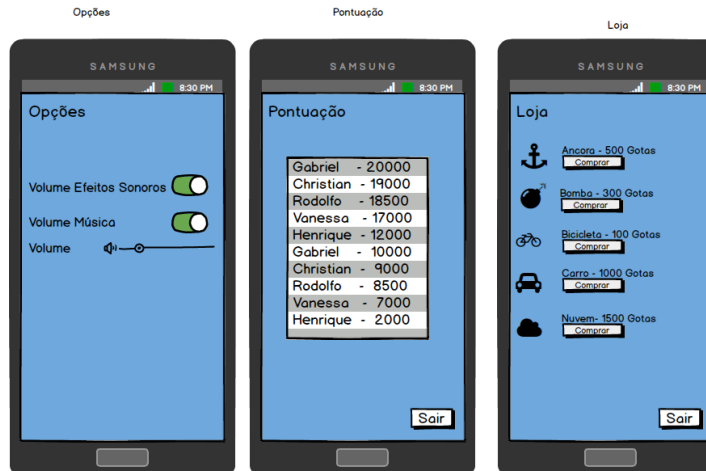 Opções
SAMSUNG
8:30 PM
Opções
Volume Efeitos Sonoros
Volume Música
Volume
Pontuação
SAMSUNG
8:30 PM
Pontuação
Gabriel - 20000
Christian - 19000
Rodolfo - 18500
Vanessa - 17000
Henrique - 12000
Gabriel - 10000
Christian - 9000
Rodolfo - 8500
Vanessa - 7000
Henrique - 2000
Sair
Loja
SAMSUNG
8:30 PM
Loja
Ancora - 500 Gotas
Comprar
Bomba - 300 Gotas
Comprar
Bicicleta - 100 Gotas
Comprar
Carro - 1000 Gotas
Comprar
Nuvem- 1500 Gotas
Comprar
Sair